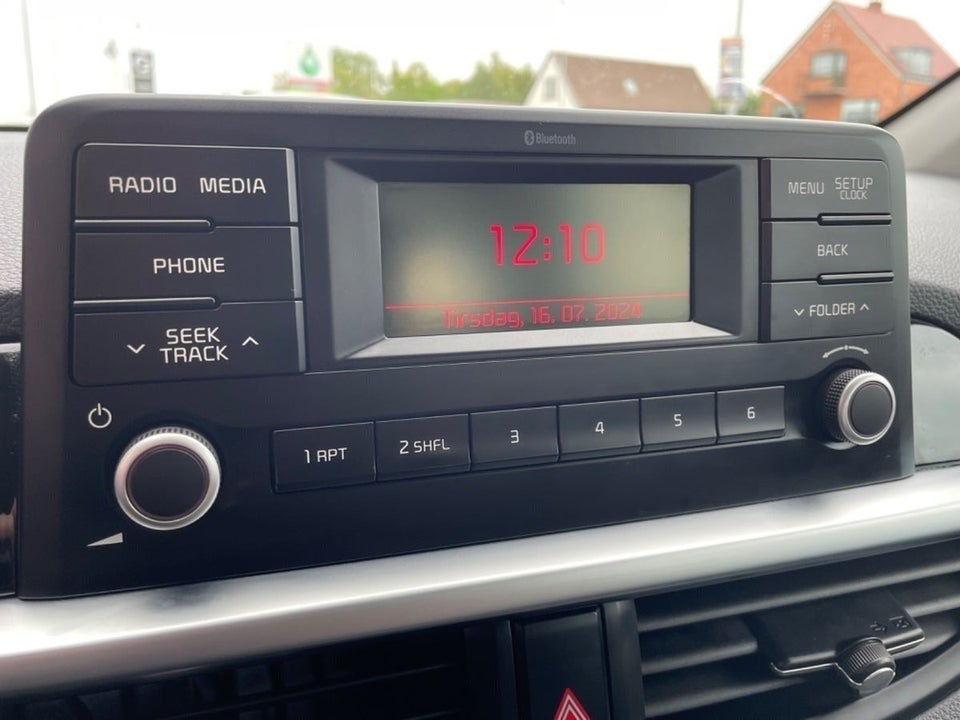 Bluetooth
RADIO MEDIA
PHONE
SEEK
TRACK
12:10
Tirsdag, 16. 07. 2024
MENU SETUP
CLOCK
BACK
FOLDER
1 RPT 2 SHFL 3 4 5 6